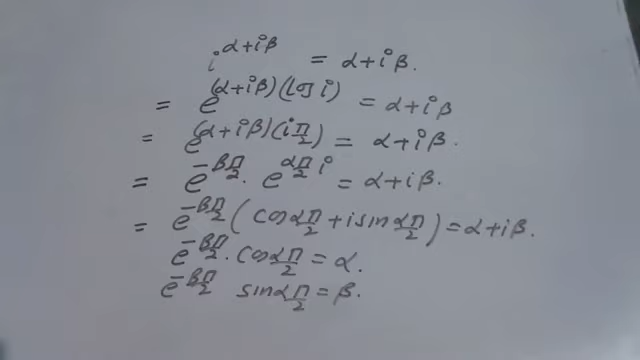 i^{α+iβ} = α+iβ.
= e^{(α+iβ)(log i)} = α+iβ
= e^{(α+iβ)(iπ/2)} = α+iβ.
= e^{-βπ/2} . e^{απ/2 i} = α+iβ.
= e^{-βπ/2} (cos απ/2 + i sin απ/2) = α+iβ.
e^{-βπ/2} . cos απ/2 = α.
e^{-βπ/2} sin απ/2 = β.